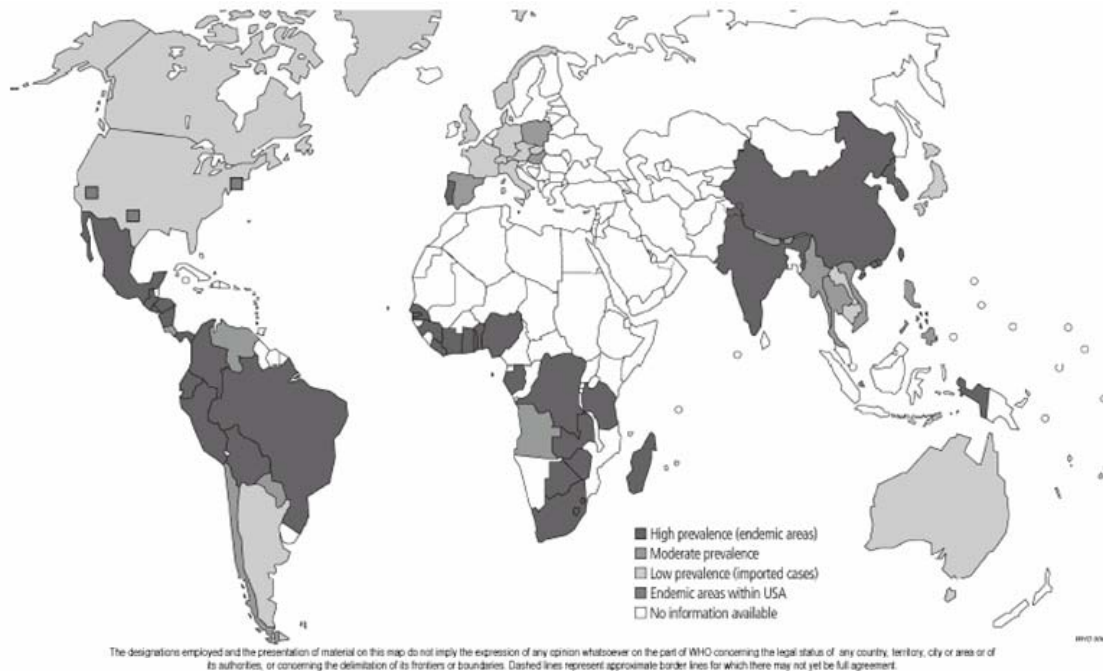 High prevalence (endemic areas)
Moderate prevalence
Low prevalence (imported cases)
Endemic areas within USA
No information available
The designations employed and the presentation of material on this map do not imply the expression of any opinion whatsoever on the part of WHO concerning the legal status of any country, territory, city or area or of
its authorities, or concerning the delimitation of its frontiers or boundaries. Dashed lines represent approximate border lines for which there may not yet be full agreement.